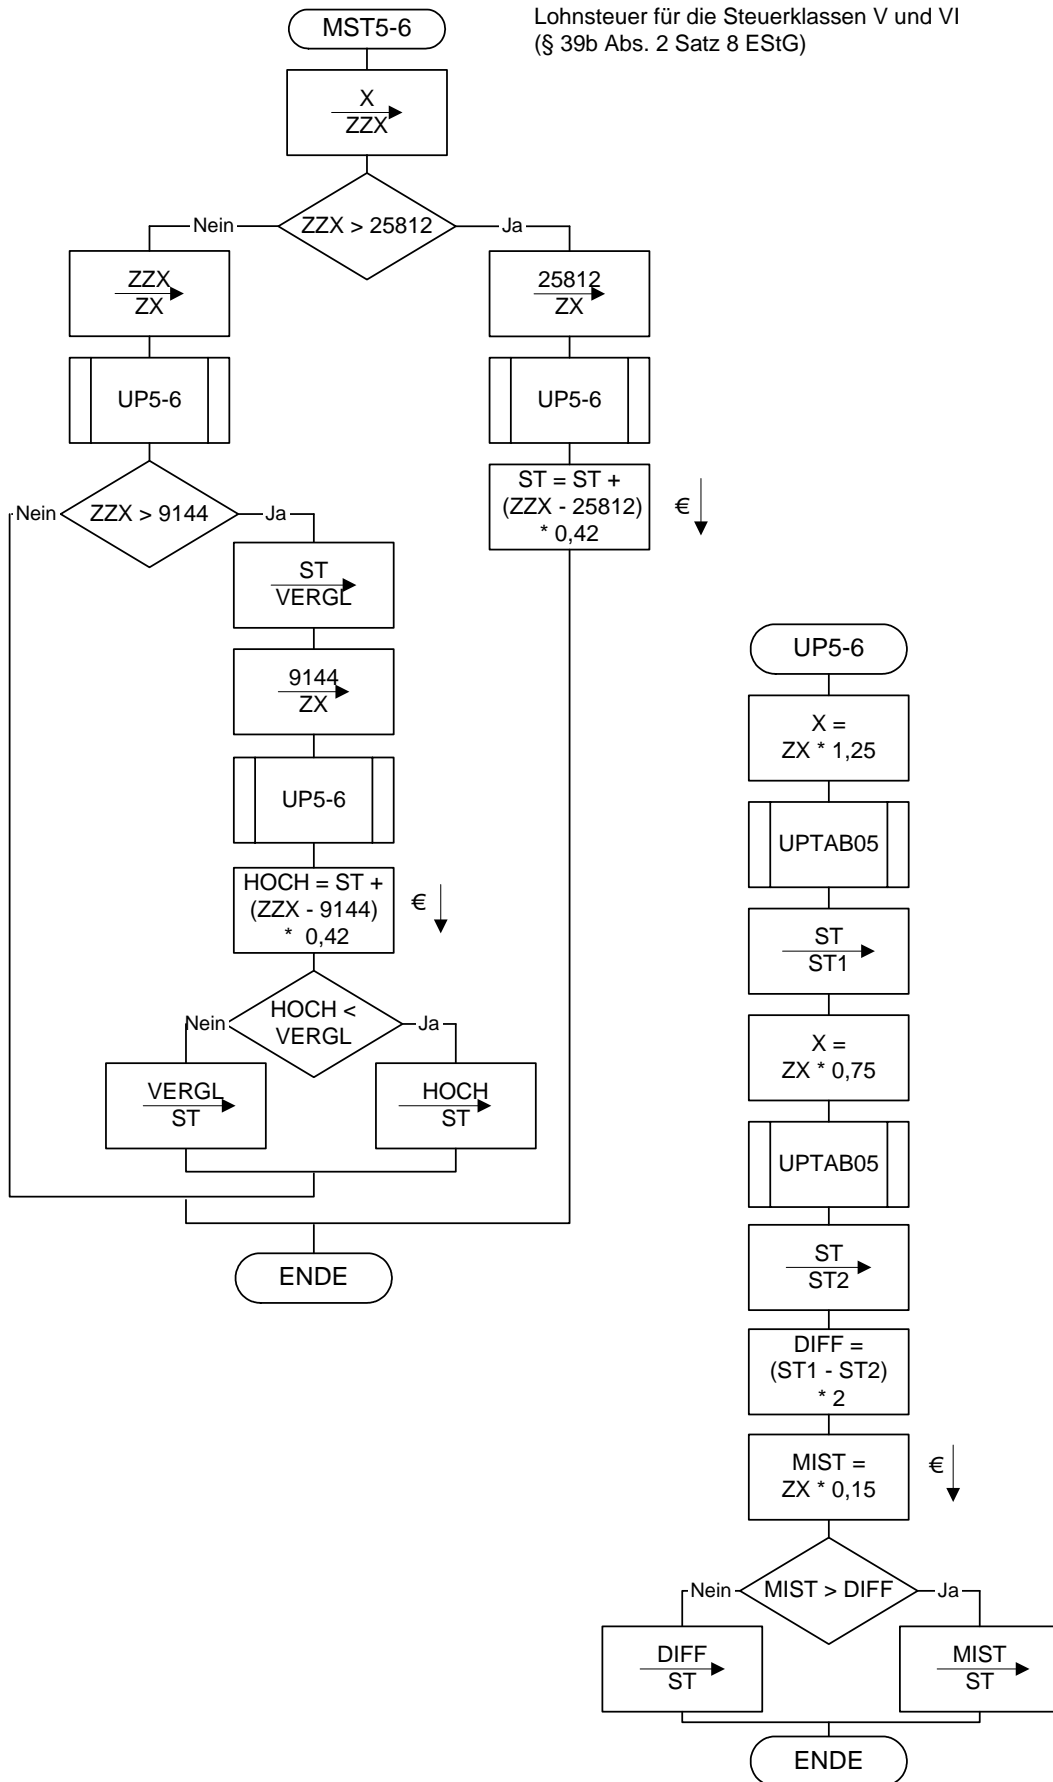 Lohnsteuer für die Steuerklassen V und VI
(§ 39b Abs. 2 Satz 8 EStG)
MST5-6
X
ZZX
ZZX > 25812
Nein
Ja
ZZX
ZX
25812
ZX
UP5-6
UP5-6
ZZX > 9144
Nein
Ja
ST = ST +
(ZZX - 25812)
* 0,42
€
ST
VERGL
9144
ZX
UP5-6
HOCH = ST +
(ZZX - 9144)
* 0,42
€
HOCH <
VERGL
Nein
Ja
VERGL
ST
HOCH
ST
ENDE
UP5-6
X =
ZX * 1,25
UPTAB05
ST
ST1
X =
ZX * 0,75
UPTAB05
ST
ST2
DIFF =
(ST1 - ST2)
* 2
MIST =
ZX * 0,15
€
MIST > DIFF
Nein
Ja
DIFF
ST
MIST
ST
ENDE